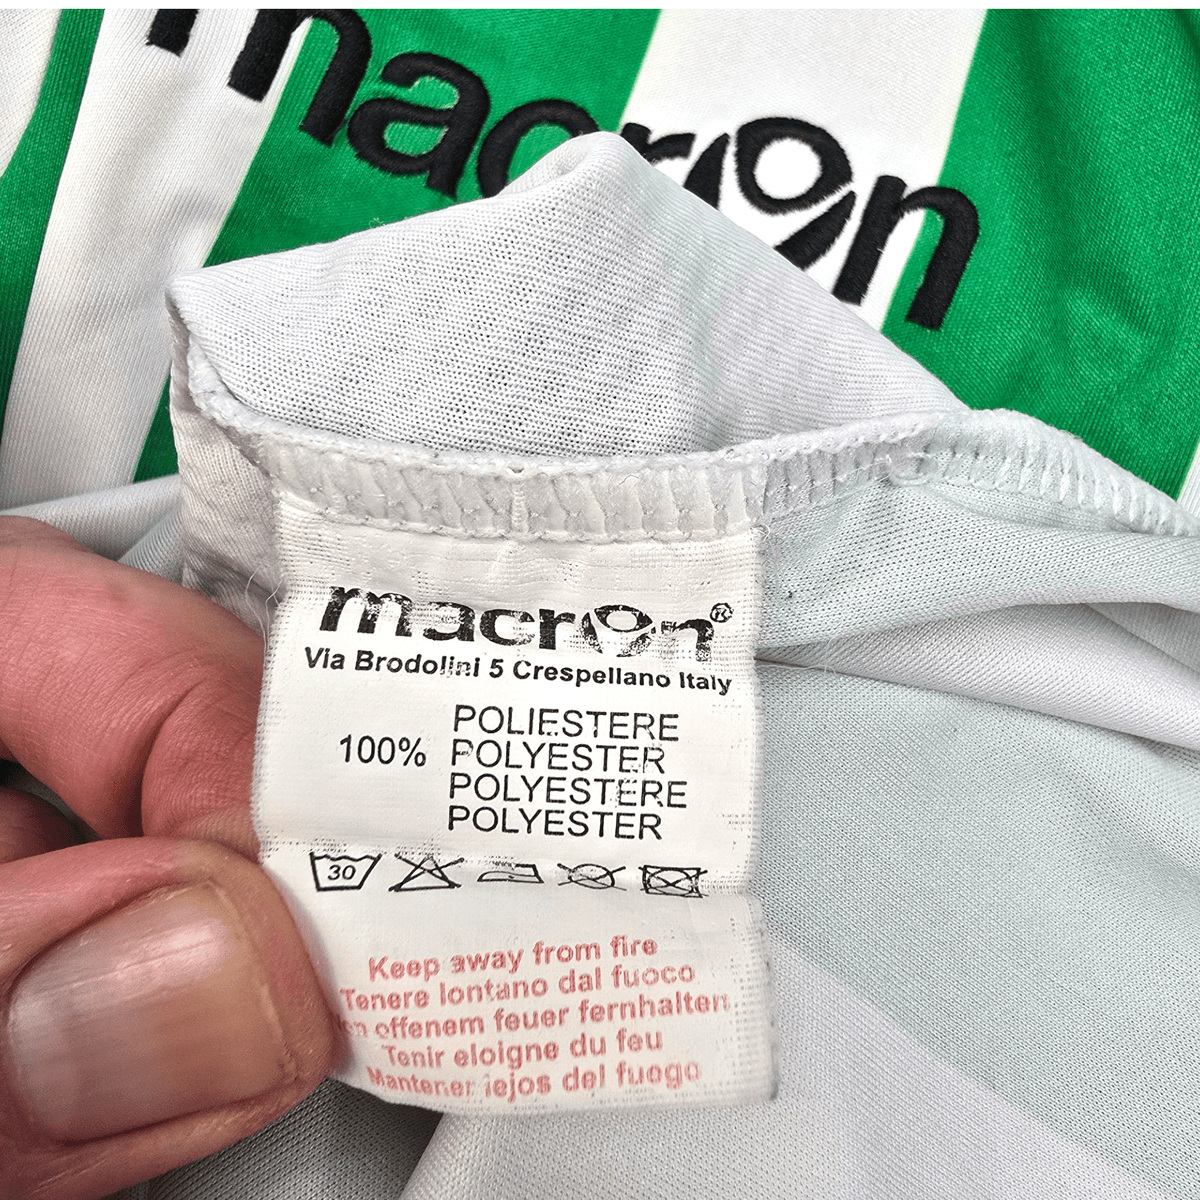 macron
macron®
Via Brodolini 5 Crespellano Italy
POLIESTERE
100% POLYESTER
POLYESTERE
POLYESTER
30
Keep away from fire
Tenere lontano dal fuoco
offenem feuer fernhalten
Tenir eloigne du feu
Mantener lejos del fuego